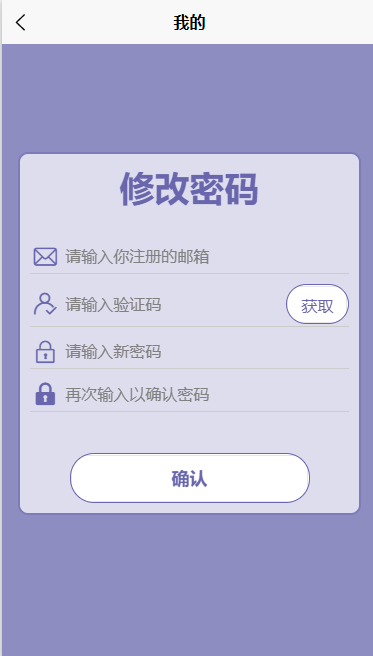 我的
修改密码
请输入你注册的邮箱
请输入验证码
获取
请输入新密码
再次输入以确认密码
确认